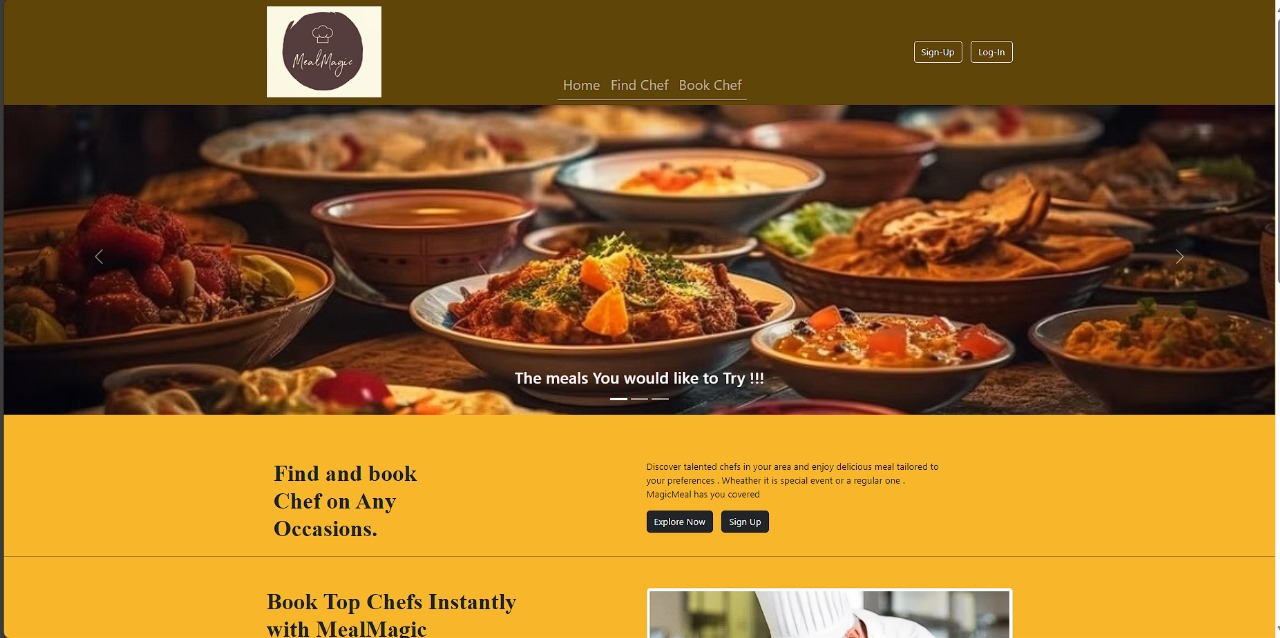 MealMagic
Sign-Up
Log-In
Home
Find Chef
Book Chef
The meals You would like to Try !!!
Find and book
Chef on Any
Occasions.
Discover talented chefs in your area and enjoy delicious meal tailored to
your preferences . Wheather it is special event or a regular one .
MagicMeal has you covered
Explore Now
Sign Up
Book Top Chefs Instantly
with MealMagic